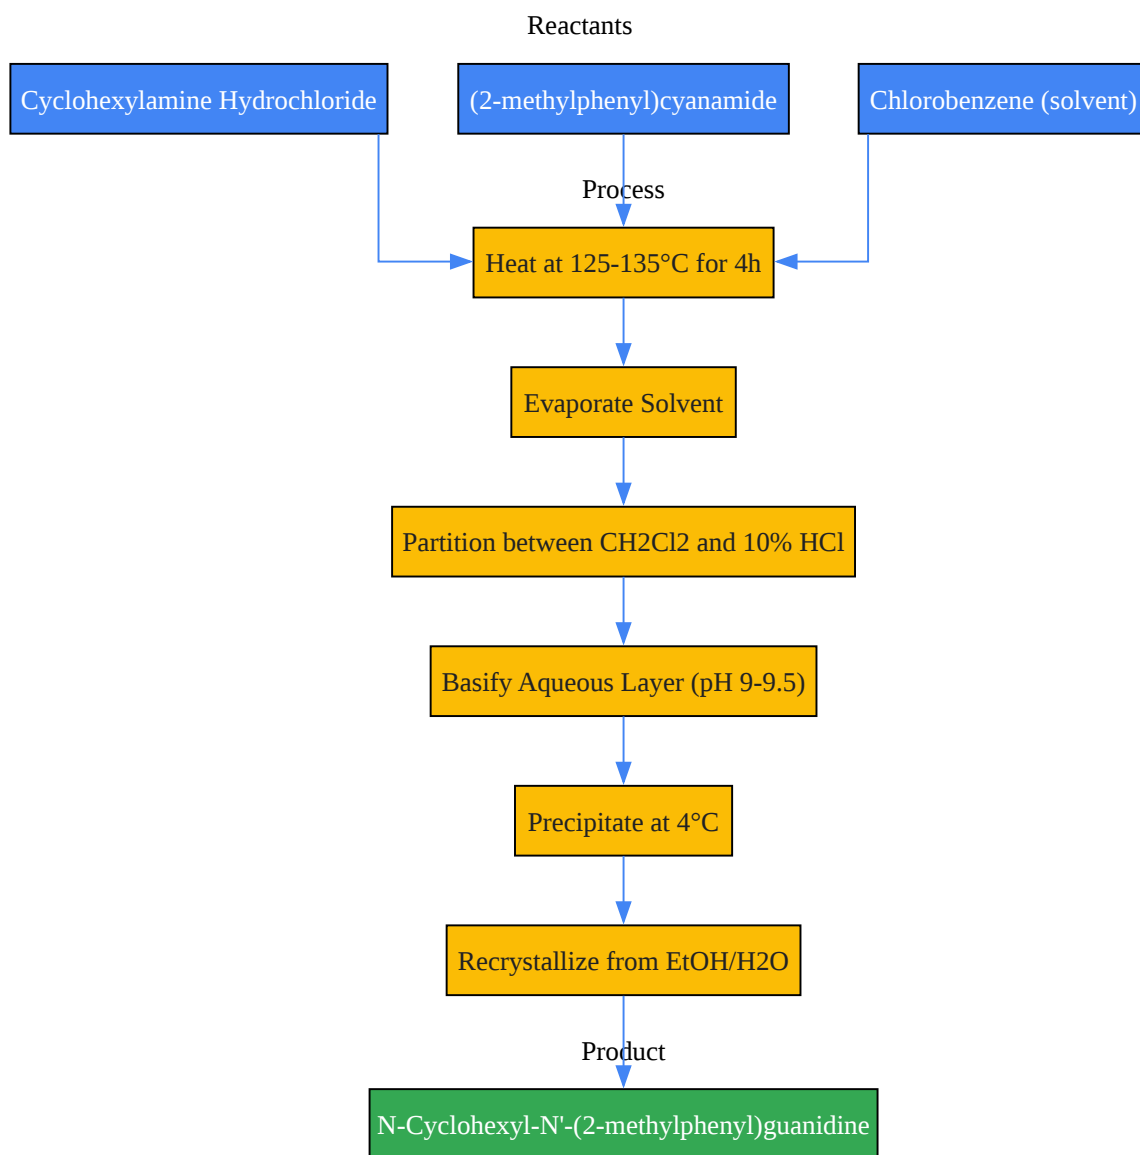 Reactants
Cyclohexylamine Hydrochloride
(2-methylphenyl)cyanamide
Chlorobenzene (solvent)
Process
Heat at 125-135°C for 4h
Evaporate Solvent
Partition between CH2Cl2 and 10% HCl
Basify Aqueous Layer (pH 9-9.5)
Precipitate at 4°C
Recrystallize from EtOH/H2O
Product
N-Cyclohexyl-N'-(2-methylphenyl)guanidine